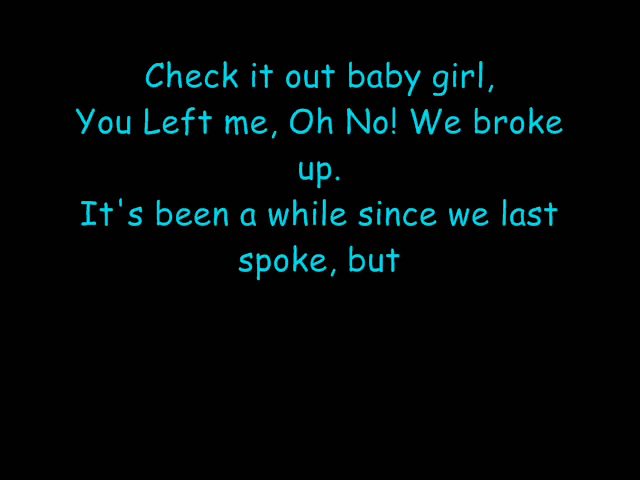 Check it out baby girl,
You Left me, Oh No! We broke
up.
It's been a while since we last
spoke, but